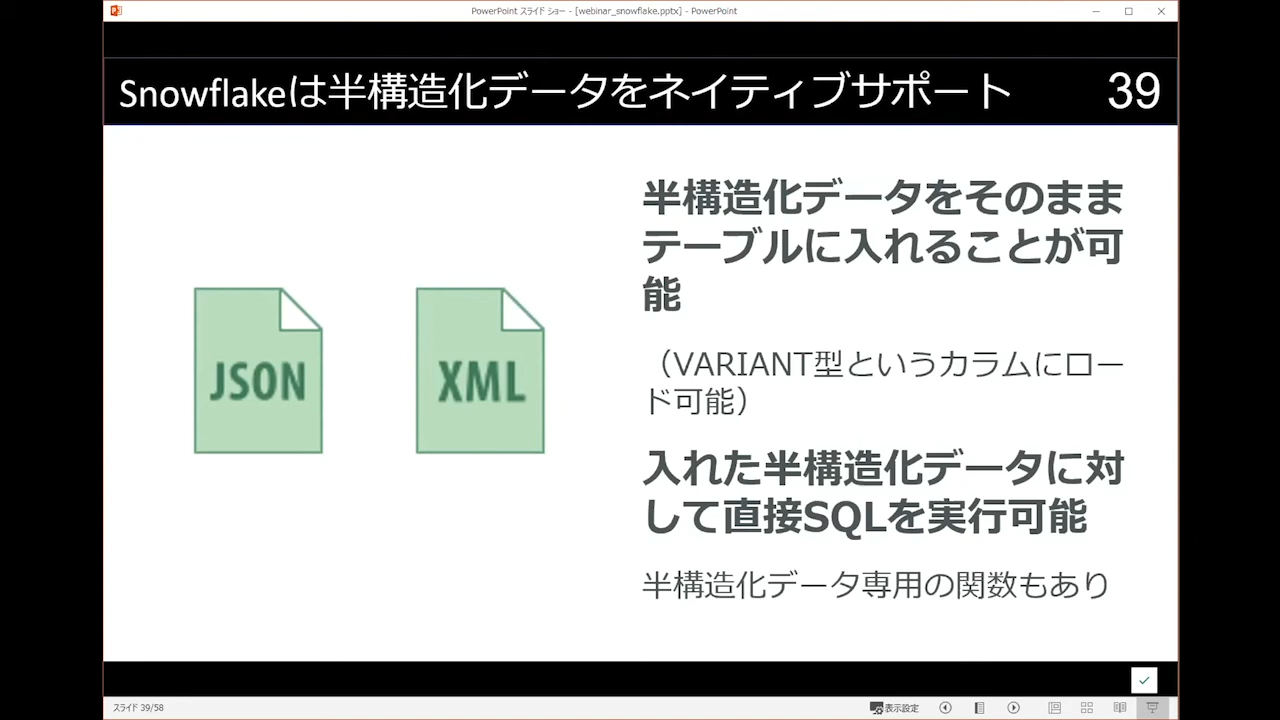 PowerPoint スライド ショー - [webinar_snowflake.pptx] - PowerPoint
Snowflakeは半構造化データをネイティブサポート 39
半構造化データをそのまま
テーブルに入れることが可
能
（VARIANT型というカラムにロー
ド可能）
JSON XML
入れた半構造化データに対
して直接SQLを実行可能
半構造化データ専用の関数もあり
スライド 39/58 表示設定